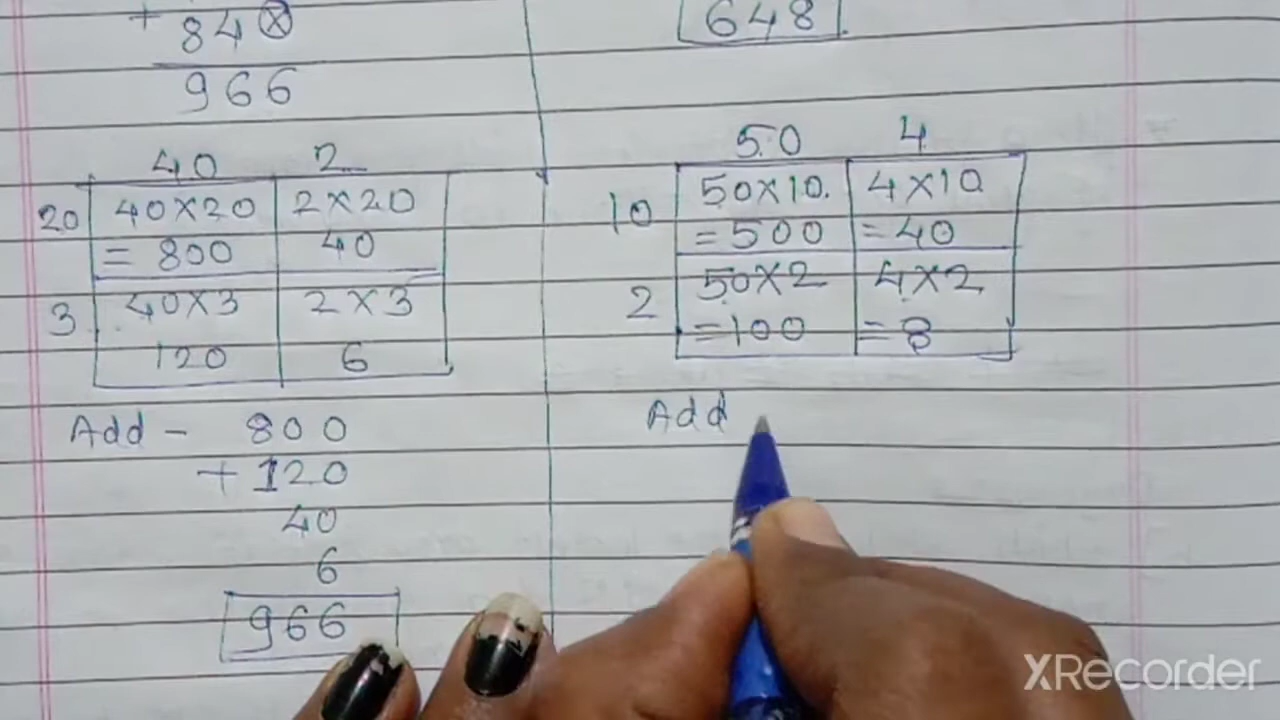 + 84⊗
966
40 2
20 40×20 2×20
= 800 40
3 40×3 2×3
120 6
Add - 800
+ 120
40
6
966
648
50 4
10 50×10 4×10
=500 =40
2 50×2 4×2
=100 =8
Add
XRecorder